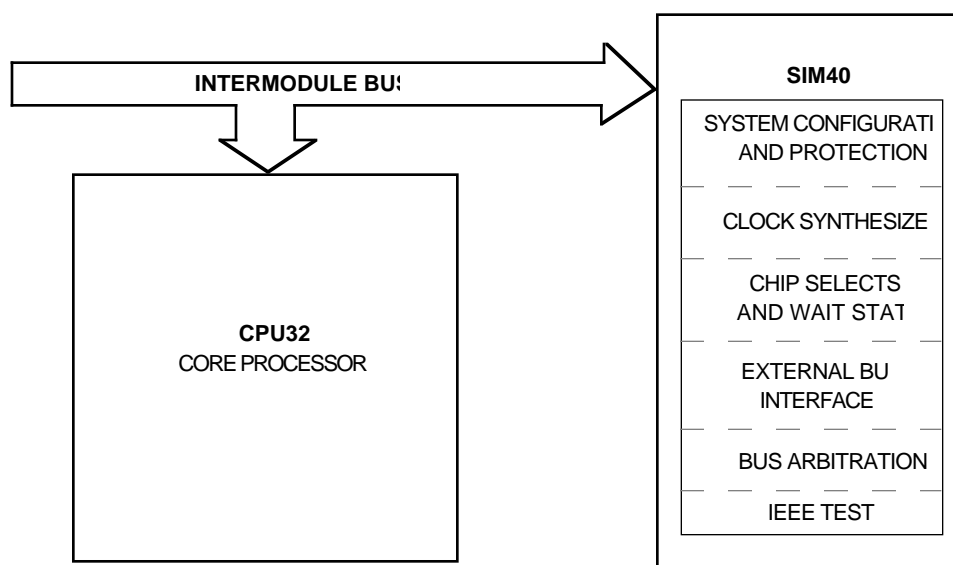 INTERMODULE BUS
SIM40
SYSTEM CONFIGURATI
AND PROTECTION
CLOCK SYNTHESIZE
CHIP SELECTS
AND WAIT STAT
EXTERNAL BU
INTERFACE
BUS ARBITRATION
IEEE TEST
CPU32
CORE PROCESSOR